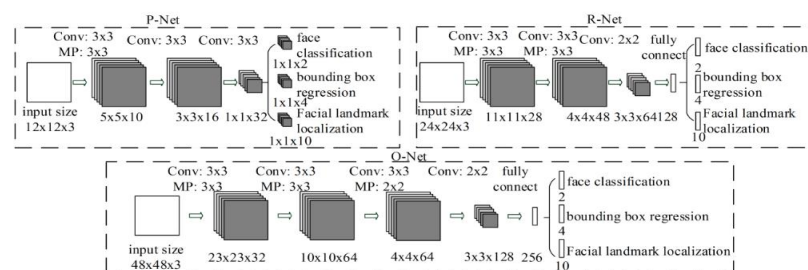 P-Net
Conv: 3x3 Conv: 3x3 Conv: 3x3
MP: 3x3
face
classification
1x1x2
bounding box
regression
1x1x4
Facial landmark
localization
1x1x10
input size
12x12x3
5x5x10
3x3x16
1x1x32
R-Net
Conv: 3x3 Conv: 3x3 Conv: 2x2 fully
MP: 3x3 MP: 3x3 connect
face classification
2
bounding box
regression
4
Facial landmark
localization
10
input size
24x24x3
11x11x28
4x4x48
3x3x64
128
O-Net
Conv: 3x3 Conv: 3x3 Conv: 3x3 Conv: 2x2 fully
MP: 3x3 MP: 3x3 MP: 2x2 connect
face classification
2
bounding box regression
4
Facial landmark localization
10
input size
48x48x3
23x23x32
10x10x64
4x4x64
3x3x128
256